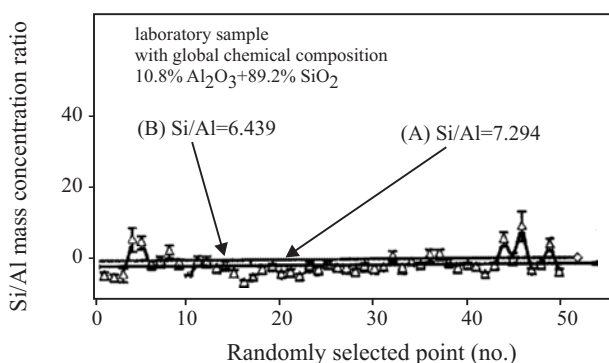 laboratory sample
with global chemical composition
10.8% Al₂O₃+89.2% SiO₂
(B) Si/Al=6.439
(A) Si/Al=7.294
Si/Al mass concentration ratio
40
20
0
0 10 20 30 40 50
Randomly selected point (no.)